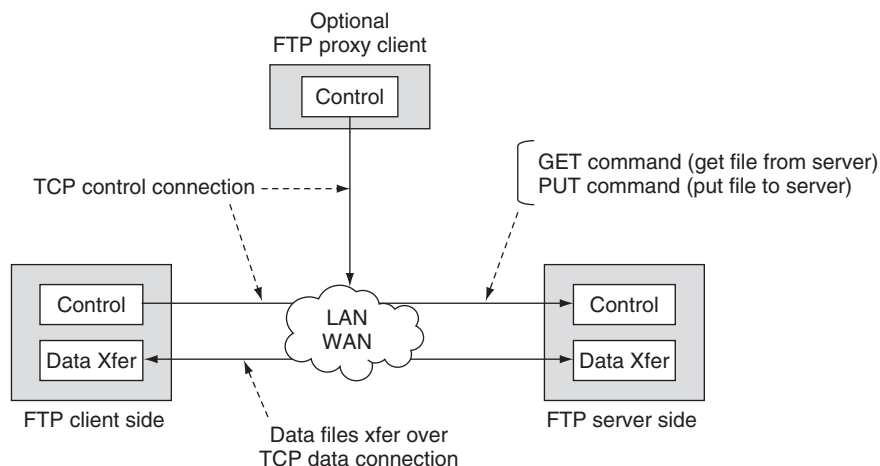 Optional
FTP proxy client
Control
GET command (get file from server)
PUT command (put file to server)
TCP control connection
Control
LAN
WAN
Control
Data Xfer
Data Xfer
FTP client side
FTP server side
Data files xfer over
TCP data connection